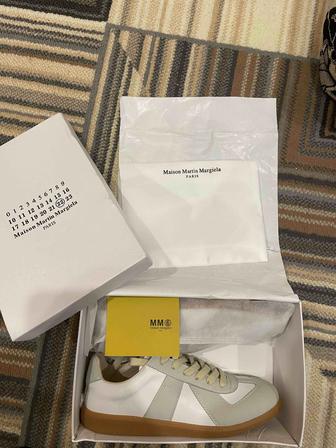 0 1 2 3 4 5 6 7 8 9
10 11 12 13 14 15 16
17 18 19 20 21 22 23
Maison Martin Margiela
PARIS
Maison Martin Margiela
PARIS
MM⑥